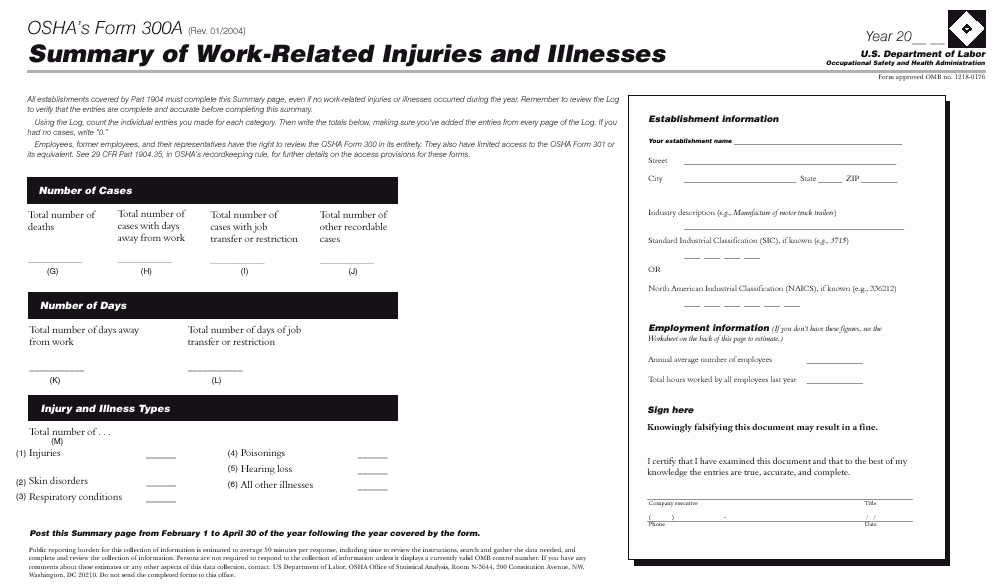 OSHA's Form 300A (Rev. 01/2004)
Summary of Work-Related Injuries and Illnesses
Year 20__ __
U.S. Department of Labor
Occupational Safety and Health Administration
Form approved OMB no. 1218-0176
All establishments covered by Part 1904 must complete this Summary page, even if no work-related injuries or illnesses occurred during the year. Remember to review the Log
to verify that the entries are complete and accurate before completing this summary.
Using the Log, count the individual entries you made for each category. Then write the totals below, making sure you've added the entries from every page of the Log. If you
had no cases, write "0."
Employees, former employees, and their representatives have the right to review the OSHA Form 300 in its entirety. They also have limited access to the OSHA Form 301 or
its equivalent. See 29 CFR Part 1904.35, in OSHA's recordkeeping rule, for further details on the access provisions for these forms.
Number of Cases
Total number of
deaths
Total number of
cases with days
away from work
Total number of
cases with job
transfer or restriction
Total number of
other recordable
cases
(G)
(H)
(I)
(J)
Number of Days
Total number of days away
from work
Total number of days of job
transfer or restriction
(K)
(L)
Injury and Illness Types
Total number of . . .
(M)
(1) Injuries
(2) Skin disorders
(3) Respiratory conditions
(4) Poisonings
(5) Hearing loss
(6) All other illnesses
Post this Summary page from February 1 to April 30 of the year following the year covered by the form.
Public reporting burden for this collection of information is estimated to average 50 minutes per response, including time to review the instructions, search and gather the data needed, and
complete and review the collection of information. Persons are not required to respond to the collection of information unless it displays a currently valid OMB control number. If you have any
comments about these estimates or any other aspects of this data collection, contact: US Department of Labor, OSHA Office of Statistical Analysis, Room N-3644, 200 Constitution Avenue, NW,
Washington, DC 20210. Do not send the completed forms to this office.
Establishment information
Your establishment name
Street
City State ZIP
Industry description (e.g., Manufacture of motor truck trailers)
Standard Industrial Classification (SIC), if known (e.g., 3715)
OR
North American Industrial Classification (NAICS), if known (e.g., 336212)
Employment information (If you don't have these figures, see the
Worksheet on the back of this page to estimate.)
Annual average number of employees
Total hours worked by all employees last year
Sign here
Knowingly falsifying this document may result in a fine.
I certify that I have examined this document and that to the best of my
knowledge the entries are true, accurate, and complete.
Company executive Title
( ) - / /
Phone Date